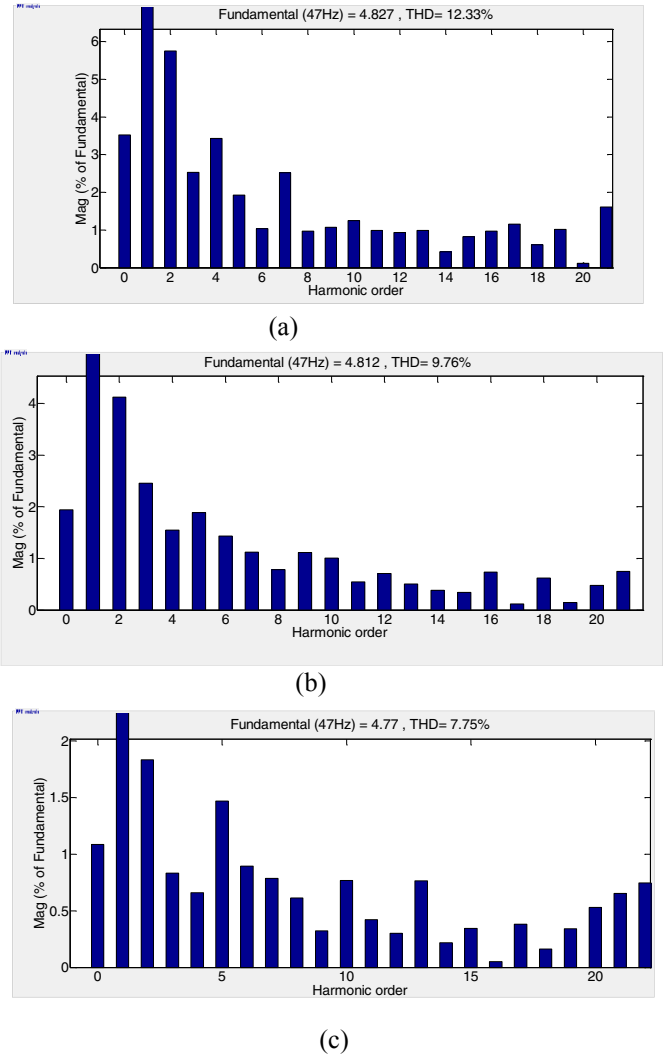 Fundamental (47Hz) = 4.827 , THD= 12.33%
Mag (% of Fundamental)
6
5
4
3
2
1
0
0 2 4 6 8 10 12 14 16 18 20
Harmonic order
(a)
Fundamental (47Hz) = 4.812 , THD= 9.76%
Mag (% of Fundamental)
4
3
2
1
0
0 2 4 6 8 10 12 14 16 18 20
Harmonic order
(b)
Fundamental (47Hz) = 4.77 , THD= 7.75%
Mag (% of Fundamental)
2
1.5
1
0.5
0
0 5 10 15 20
Harmonic order
(c)